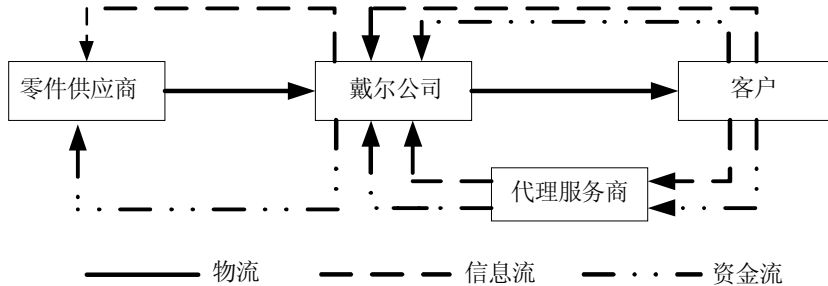 零件供应商
戴尔公司
客户
代理服务商
物流
信息流
资金流